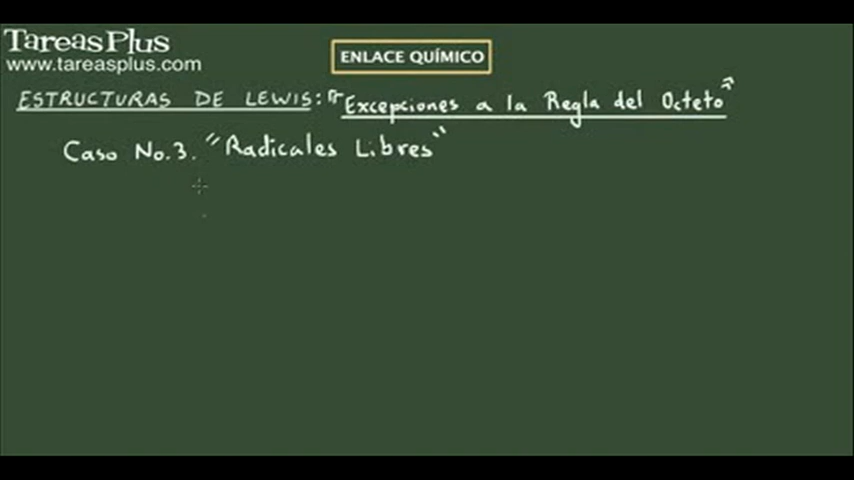 TareasPlus
www.tareasplus.com
ENLACE QUÍMICO
ESTRUCTURAS DE LEWIS: "Excepciones a la Regla del Octeto"
Caso No.3. "Radicales Libres"